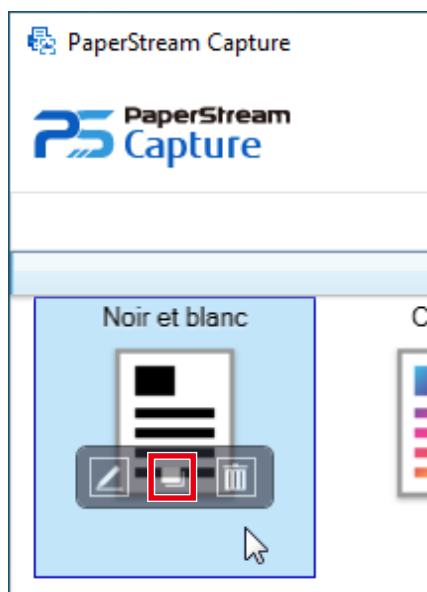 PaperStream Capture
PaperStream
Capture
Noir et blanc
C